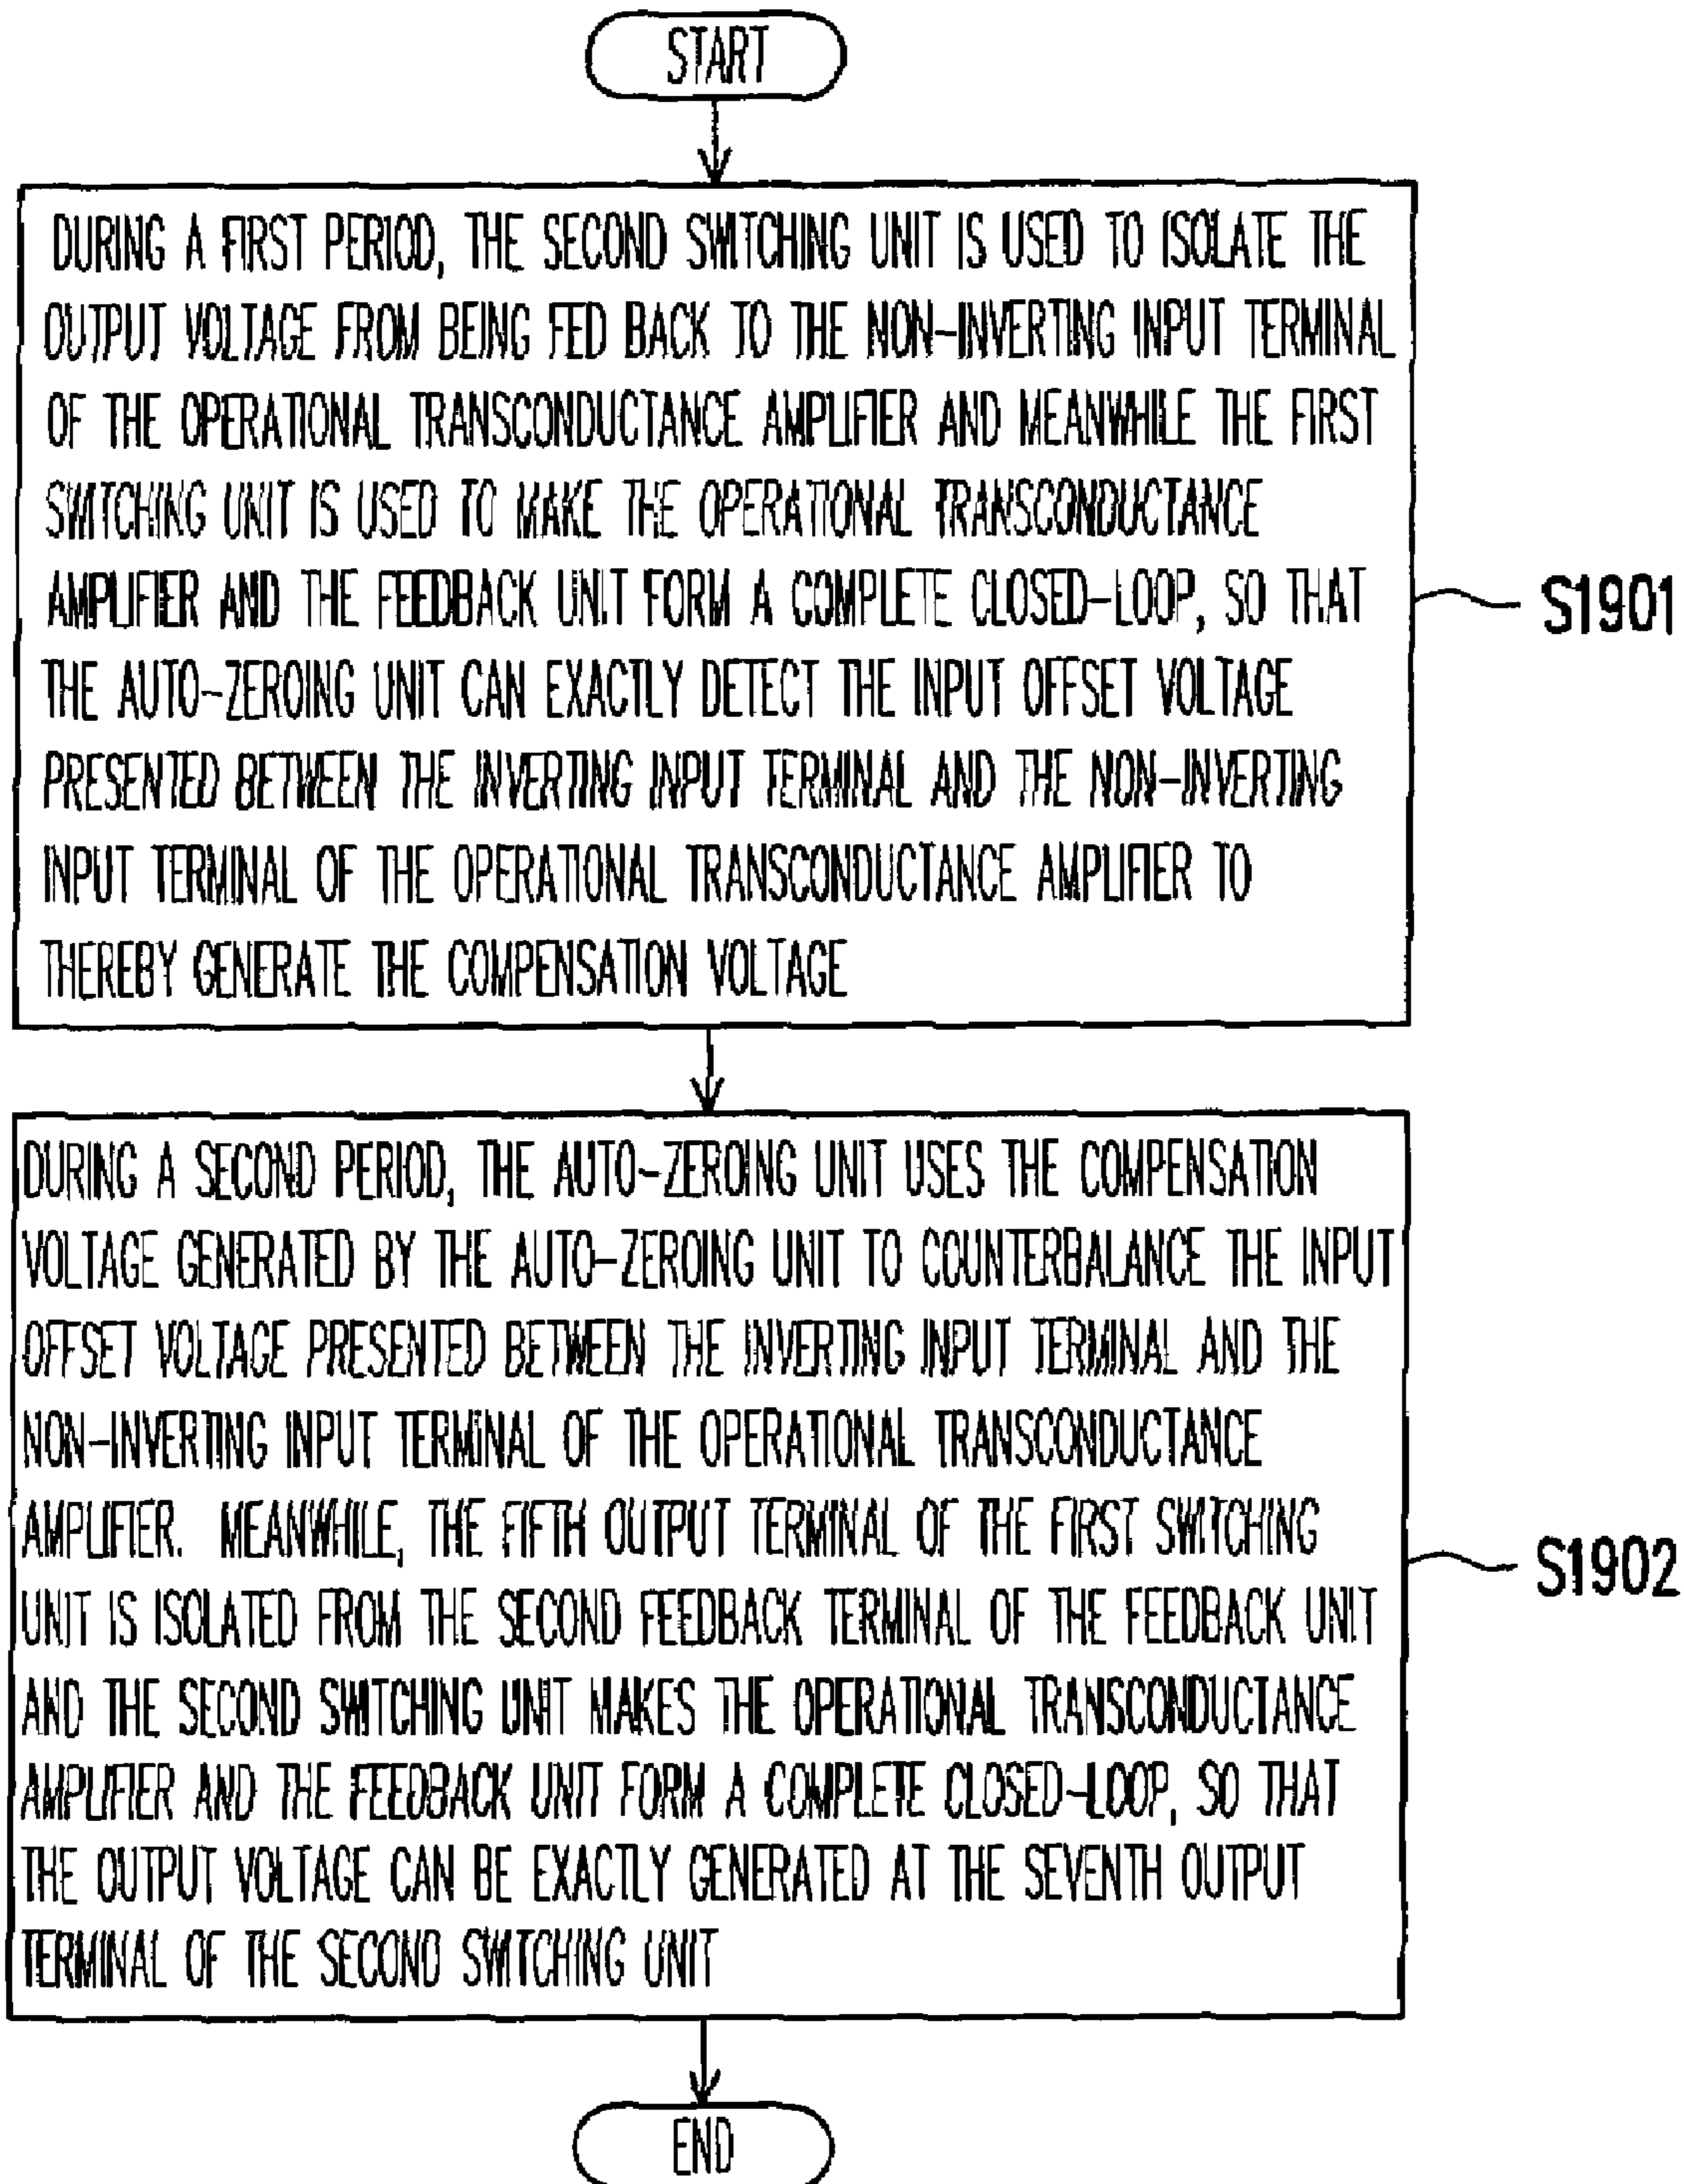 START
DURING A FIRST PERIOD, THE SECOND SWITCHING UNIT IS USED TO ISOLATE THE
OUTPUT VOLTAGE FROM BEING FED BACK TO THE NON-INVERTING INPUT TERMINAL
OF THE OPERATIONAL TRANSCONDUCTANCE AMPLIFIER AND MEANWHILE THE FIRST
SWITCHING UNIT IS USED TO MAKE THE OPERATIONAL TRANSCONDUCTANCE
AMPLIFIER AND THE FEEDBACK UNIT FORM A COMPLETE CLOSED-LOOP, SO THAT
THE AUTO-ZEROING UNIT CAN EXACTLY DETECT THE INPUT OFFSET VOLTAGE
PRESENTED BETWEEN THE INVERTING INPUT TERMINAL AND THE NON-INVERTING
INPUT TERMINAL OF THE OPERATIONAL TRANSCONDUCTANCE AMPLIFIER TO
THEREBY GENERATE THE COMPENSATION VOLTAGE
S1901
DURING A SECOND PERIOD, THE AUTO-ZEROING UNIT USES THE COMPENSATION
VOLTAGE GENERATED BY THE AUTO-ZEROING UNIT TO COUNTERBALANCE THE INPUT
OFFSET VOLTAGE PRESENTED BETWEEN THE INVERTING INPUT TERMINAL AND THE
NON-INVERTING INPUT TERMINAL OF THE OPERATIONAL TRANSCONDUCTANCE
AMPLIFIER. MEANWHILE, THE FIFTH OUTPUT TERMINAL OF THE FIRST SWITCHING
UNIT IS ISOLATED FROM THE SECOND FEEDBACK TERMINAL OF THE FEEDBACK UNIT
AND THE SECOND SWITCHING UNIT MAKES THE OPERATIONAL TRANSCONDUCTANCE
AMPLIFIER AND THE FEEDBACK UNIT FORM A COMPLETE CLOSED-LOOP, SO THAT
THE OUTPUT VOLTAGE CAN BE EXACTLY GENERATED AT THE SEVENTH OUTPUT
TERMINAL OF THE SECOND SWITCHING UNIT
S1902
END